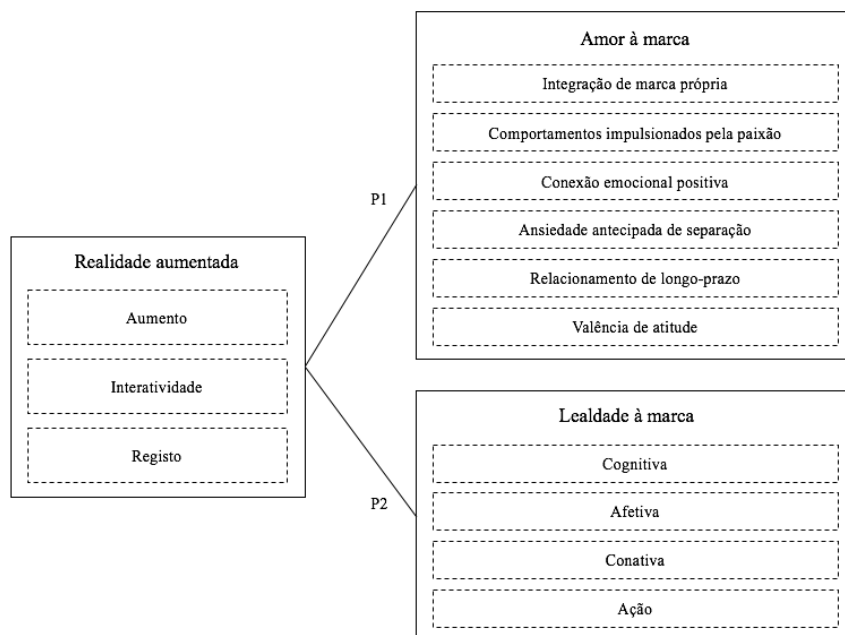 Amor à marca
Integração de marca própria
Comportamentos impulsionados pela paixão
Conexão emocional positiva
Ansiedade antecipada de separação
Relacionamento de longo-prazo
Valência de atitude
P1
Realidade aumentada
Aumento
Interatividade
Registo
P2
Lealdade à marca
Cognitiva
Afetiva
Conativa
Ação